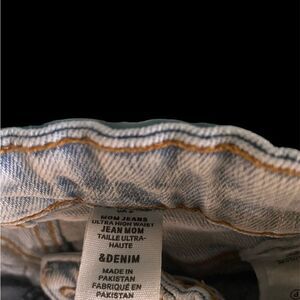 MOM JEANS
ULTRA HIGH WAIST
JEAN MOM
TAILLE ULTRA-
HAUTE
&DENIM
MADE IN
PAKISTAN
FABRIQUÉ EN
PAKISTAN